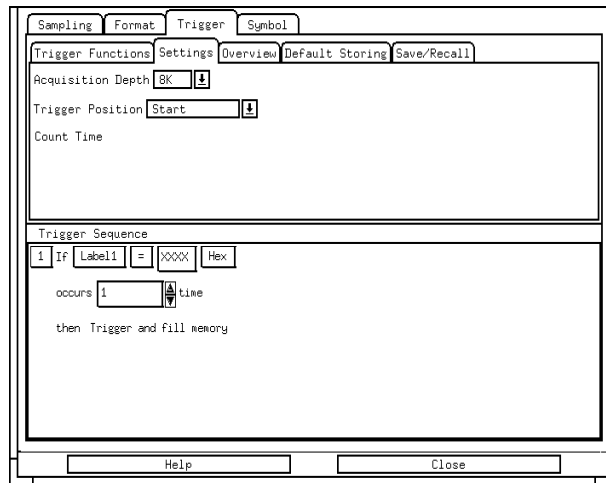 Sampling Format Trigger Symbol
Trigger Functions Settings Overview Default Storing Save/Recall
Acquisition Depth 8K
Trigger Position Start
Count Time
Trigger Sequence
1 If Label1 = XXXX Hex
occurs 1 time
then Trigger and fill memory
Help Close